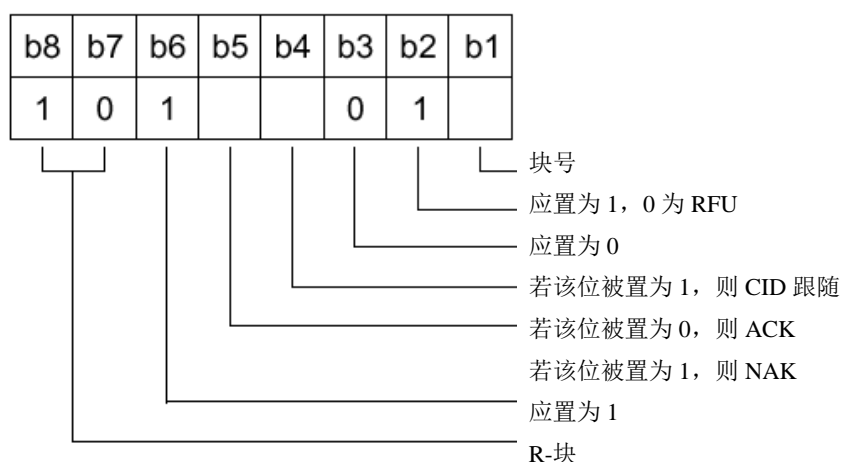 b8 b7 b6 b5 b4 b3 b2 b1
1 0 1 0 1
块号
应置为 1，0 为 RFU
应置为 0
若该位被置为 1，则 CID 跟随
若该位被置为 0，则 ACK
若该位被置为 1，则 NAK
应置为 1
R-块